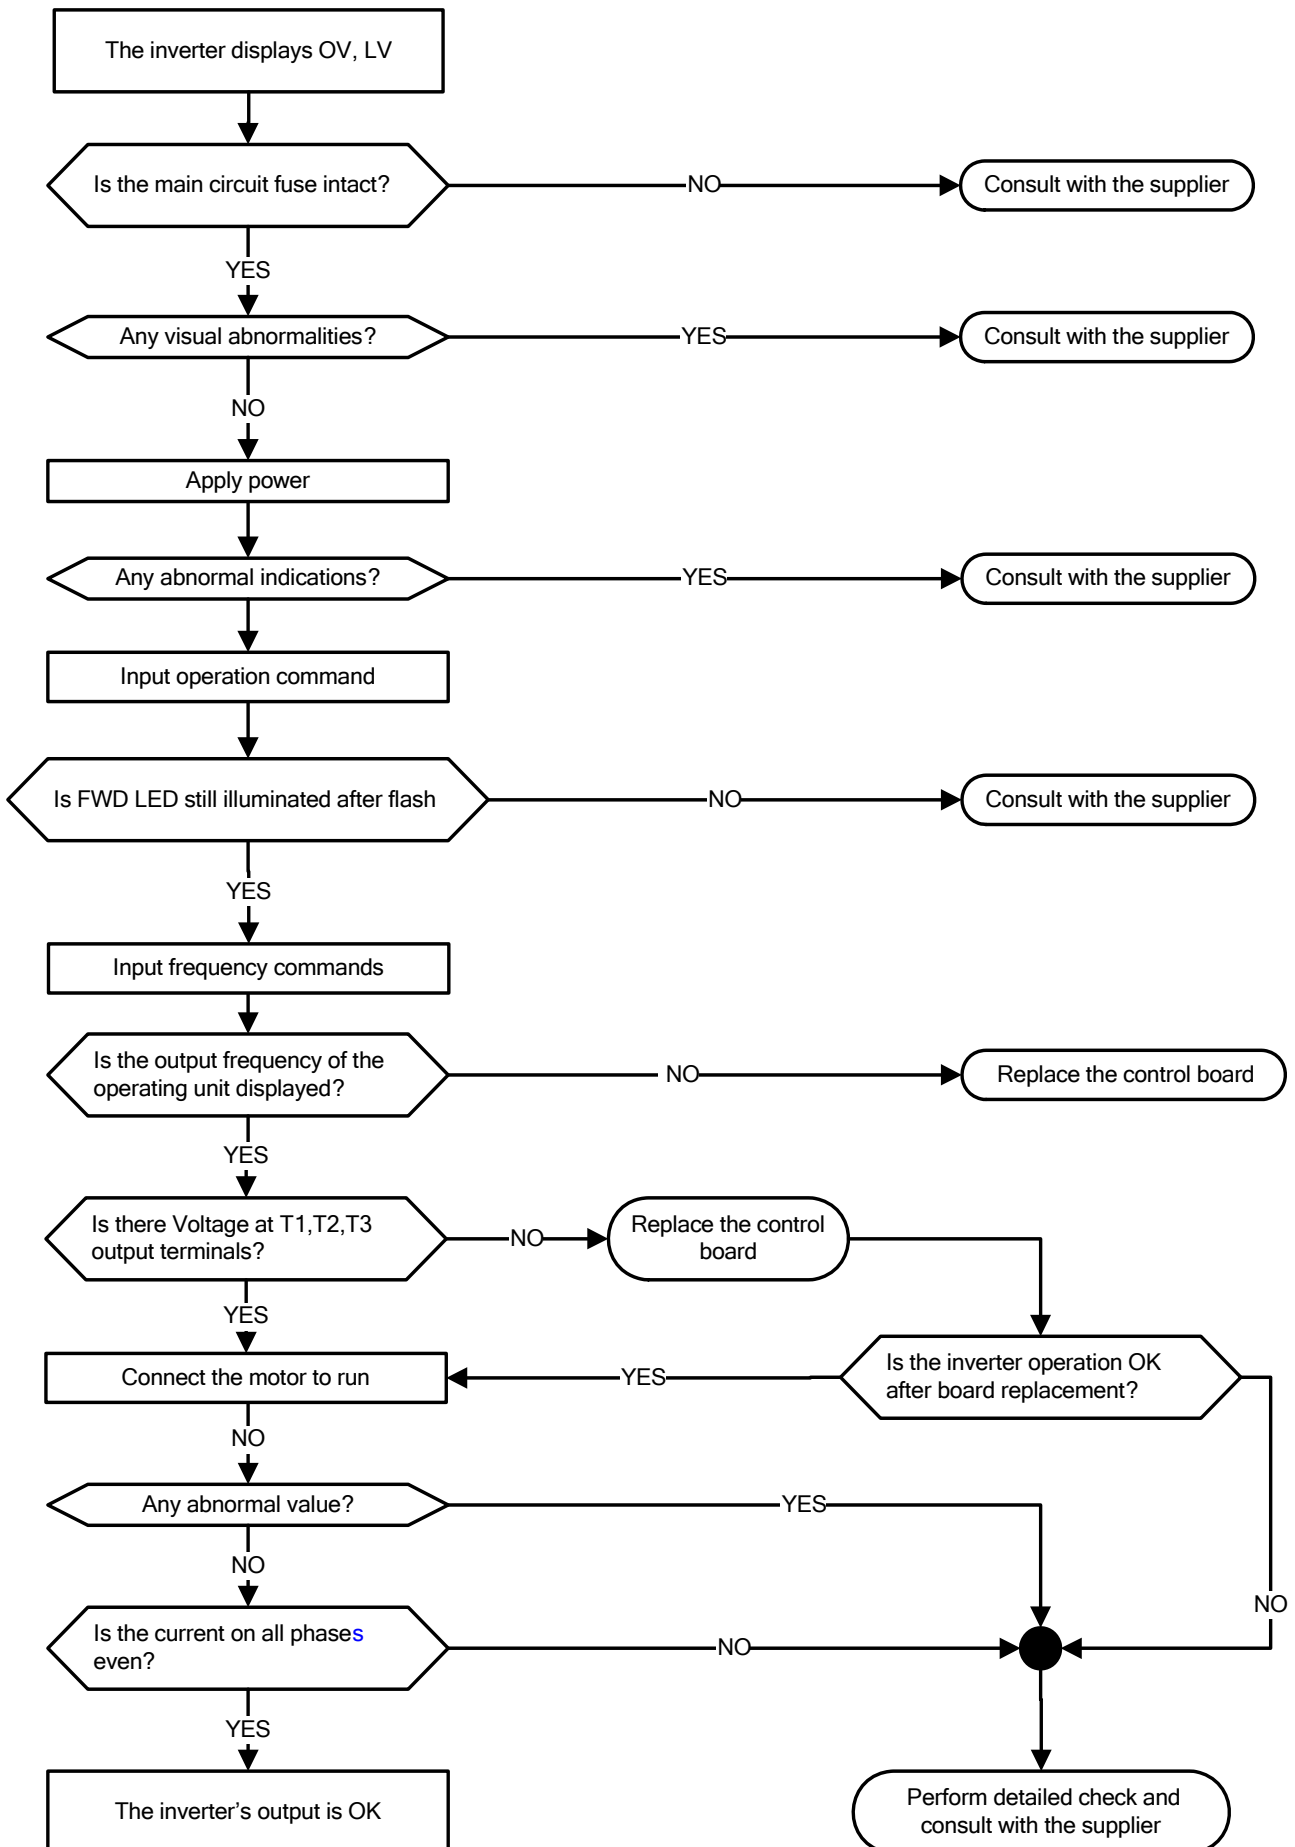 The inverter displays OV, LV
Is the main circuit fuse intact?
NO
Consult with the supplier
YES
Any visual abnormalities?
YES
Consult with the supplier
NO
Apply power
Any abnormal indications?
YES
Consult with the supplier
Input operation command
Is FWD LED still illuminated after flash
NO
Consult with the supplier
YES
Input frequency commands
Is the output frequency of the
operating unit displayed?
NO
Replace the control board
YES
Is there Voltage at T1,T2,T3
output terminals?
NO
Replace the control
board
YES
Connect the motor to run
YES
Is the inverter operation OK
after board replacement?
NO
Any abnormal value?
YES
NO
NO
Is the current on all phases
even?
NO
YES
The inverter's output is OK
Perform detailed check and
consult with the supplier